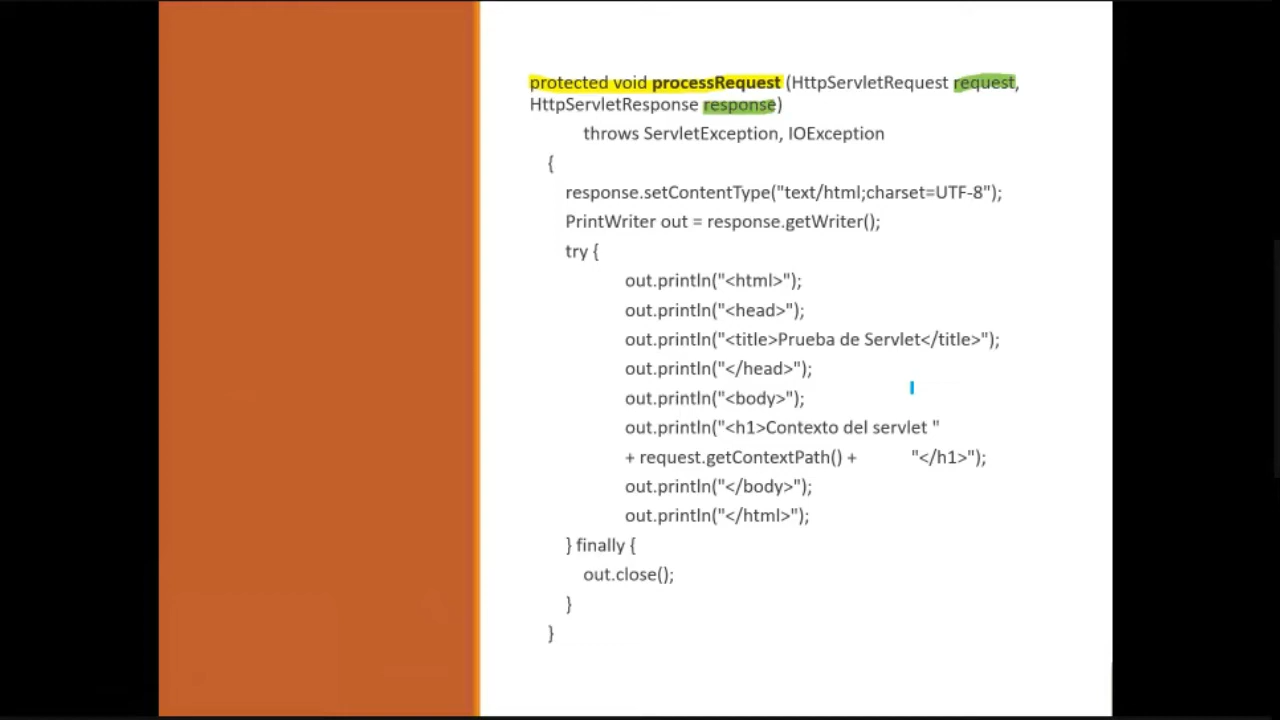 protected void processRequest (HttpServletRequest request,
HttpServletResponse response)
throws ServletException, IOException
{
response.setContentType("text/html;charset=UTF-8");
PrintWriter out = response.getWriter();
try {
out.println("<html>");
out.println("<head>");
out.println("<title>Prueba de Servlet</title>");
out.println("</head>");
out.println("<body>");
out.println("<h1>Contexto del servlet "
+ request.getContextPath() + "</h1>");
out.println("</body>");
out.println("</html>");
} finally {
out.close();
}
}